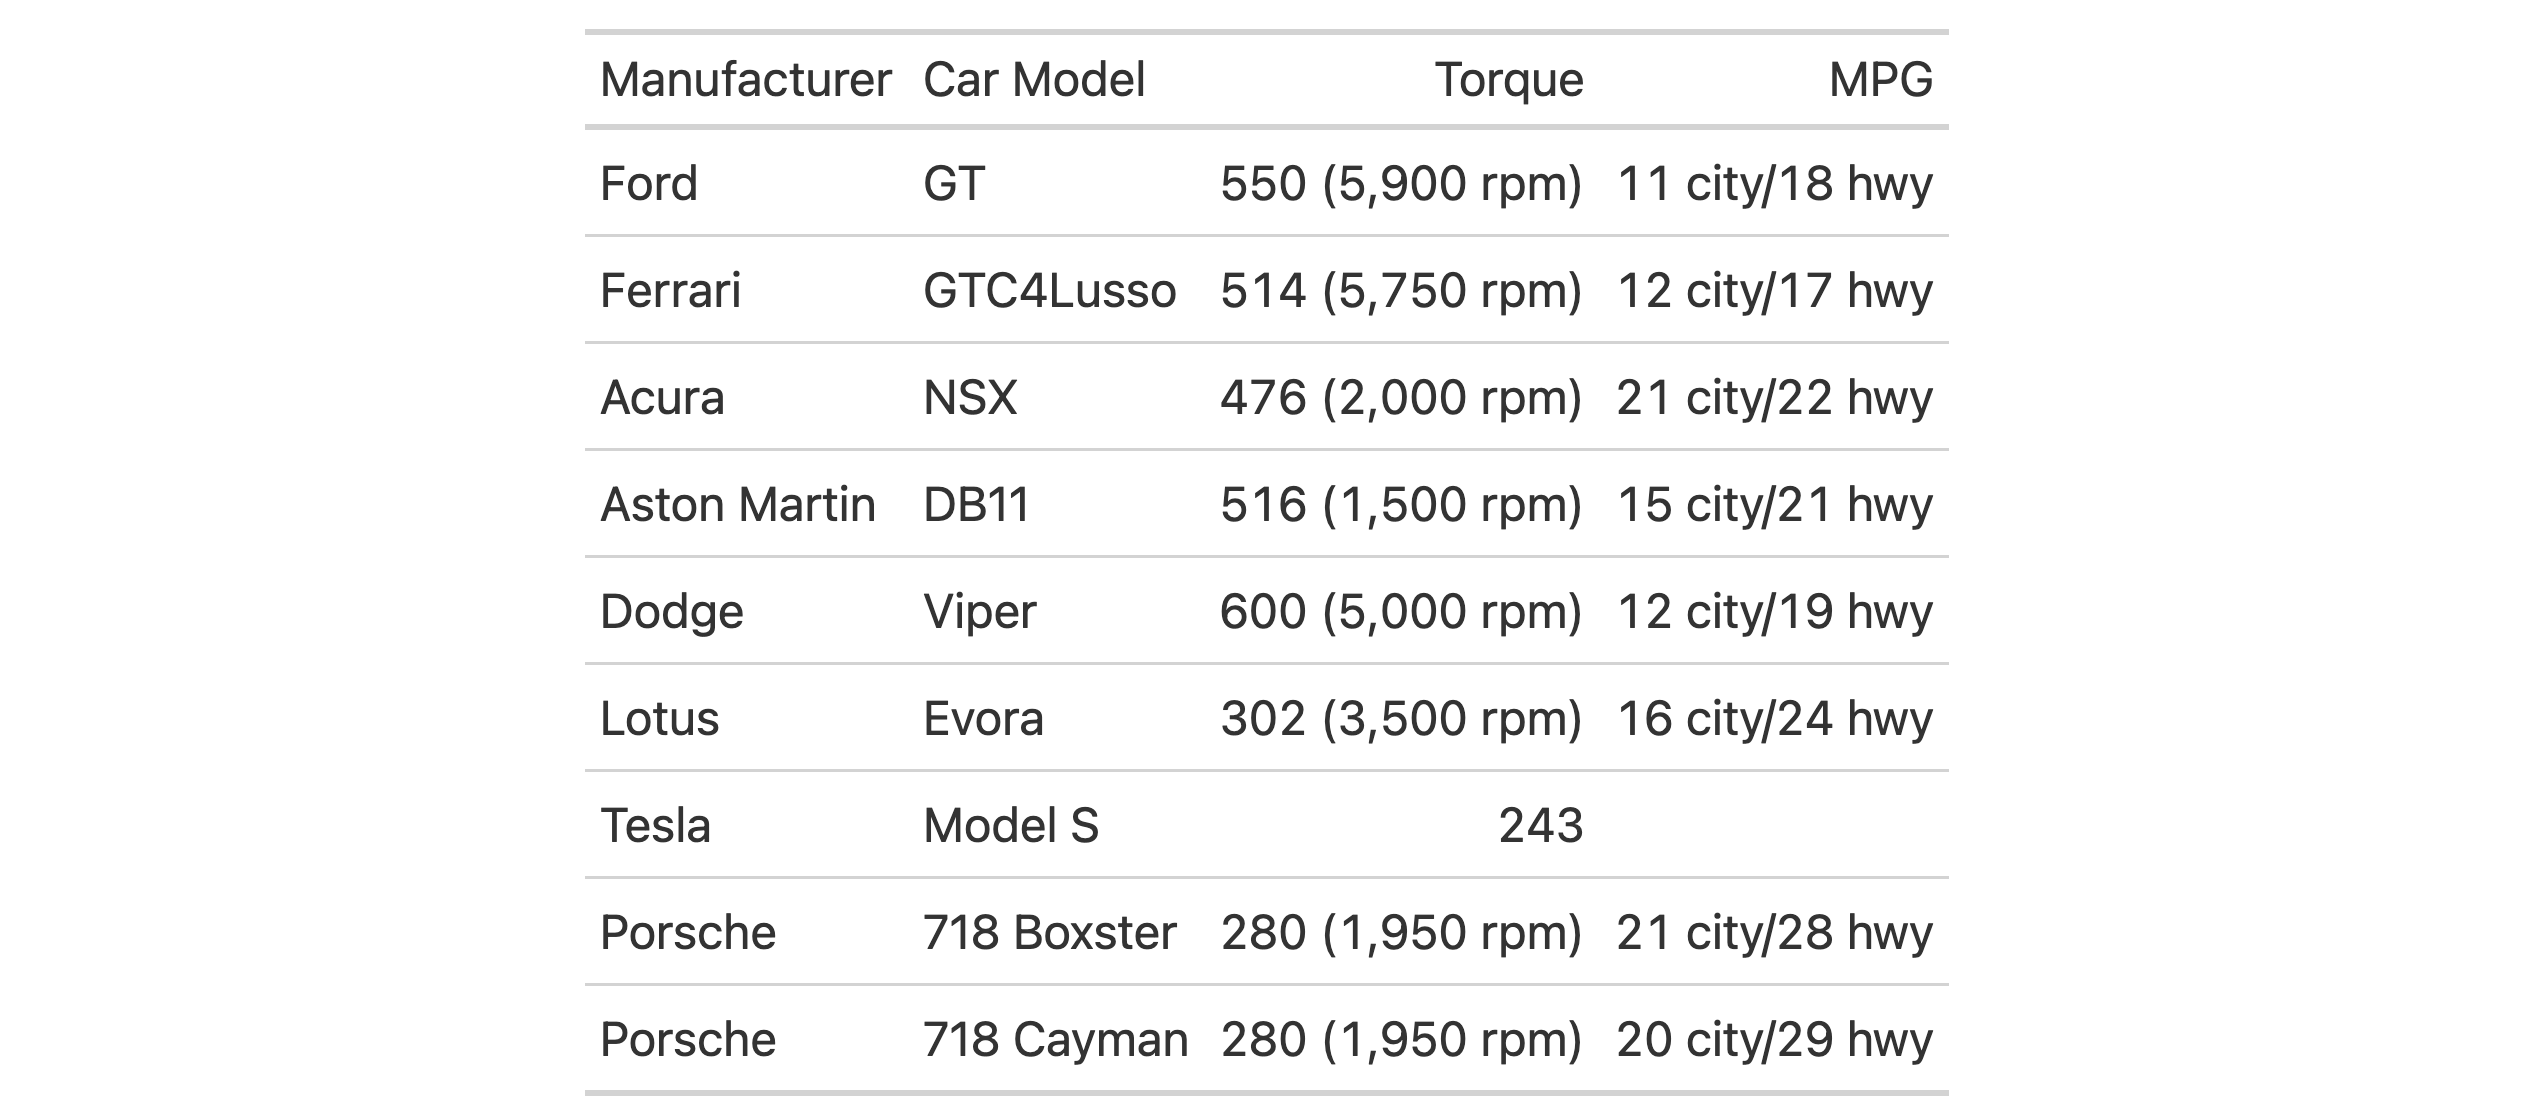 Manufacturer Car Model Torque MPG
Ford GT 550 (5,900 rpm) 11 city/18 hwy
Ferrari GTC4Lusso 514 (5,750 rpm) 12 city/17 hwy
Acura NSX 476 (2,000 rpm) 21 city/22 hwy
Aston Martin DB11 516 (1,500 rpm) 15 city/21 hwy
Dodge Viper 600 (5,000 rpm) 12 city/19 hwy
Lotus Evora 302 (3,500 rpm) 16 city/24 hwy
Tesla Model S 243
Porsche 718 Boxster 280 (1,950 rpm) 21 city/28 hwy
Porsche 718 Cayman 280 (1,950 rpm) 20 city/29 hwy